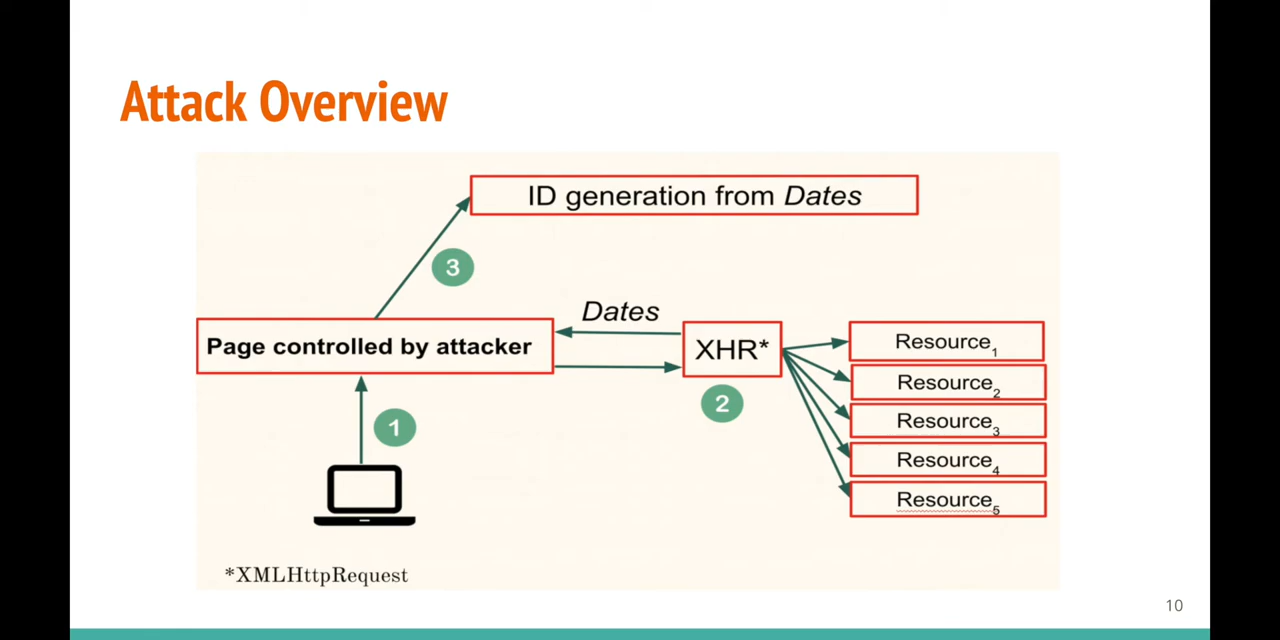 Attack Overview
ID generation from Dates
3
Dates
Page controlled by attacker
XHR*
Resource1
Resource2
Resource3
Resource4
Resource5
2
1
*XMLHttpRequest
10